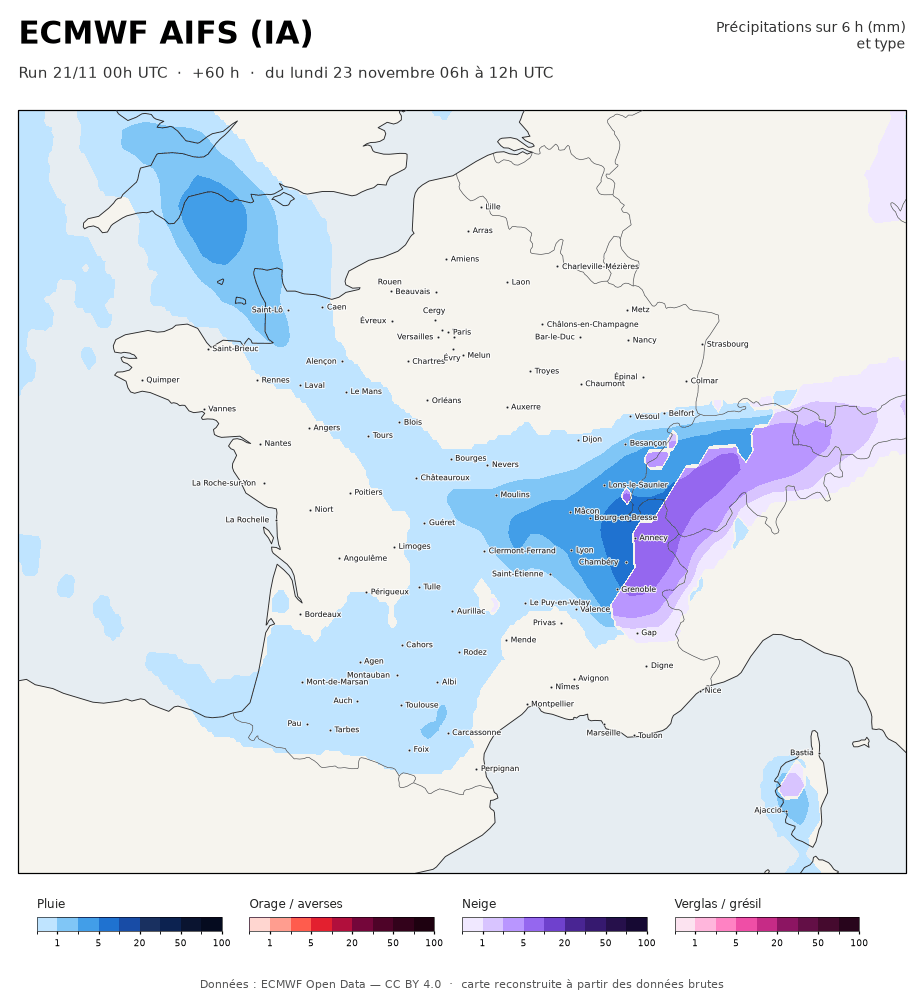 ECMWF AIFS (IA)
Précipitations sur 6 h (mm)
et type
Run 21/11 00h UTC · +60 h · du lundi 23 novembre 06h à 12h UTC
Lille
Arras
Amiens
Charleville-Mézières
Rouen
Laon
Beauvais
Saint-Lô
Caen
Cergy
Metz
Évreux
Châlons-en-Champagne
Paris
Versailles
Bar-le-Duc
Nancy
Strasbourg
Saint-Brieuc
Évry
Melun
Alençon
Chartres
Troyes
Épinal
Quimper
Rennes
Laval
Chaumont
Colmar
Le Mans
Orléans
Auxerre
Vannes
Vesoul
Belfort
Angers
Blois
Tours
Dijon
Besançon
Nantes
Bourges
Nevers
Châteauroux
La Roche-sur-Yon
Lons-le-Saunier
Poitiers
Moulins
Niort
Mâcon
La Rochelle
Guéret
Bourg-en-Bresse
Annecy
Limoges
Clermont-Ferrand
Lyon
Angoulême
Chambéry
Saint-Étienne
Tulle
Grenoble
Périgueux
Le Puy-en-Velay
Bordeaux
Aurillac
Valence
Privas
Gap
Mende
Cahors
Rodez
Agen
Digne
Montauban
Mont-de-Marsan
Albi
Avignon
Nîmes
Nice
Auch
Toulouse
Montpellier
Pau
Tarbes
Carcassonne
Marseille
Toulon
Foix
Bastia
Perpignan
Ajaccio
Pluie
Orage / averses
Neige
Verglas / grésil
1 5 20 50 100
1 5 20 50 100
1 5 20 50 100
1 5 20 50 100
Données : ECMWF Open Data — CC BY 4.0 · carte reconstruite à partir des données brutes